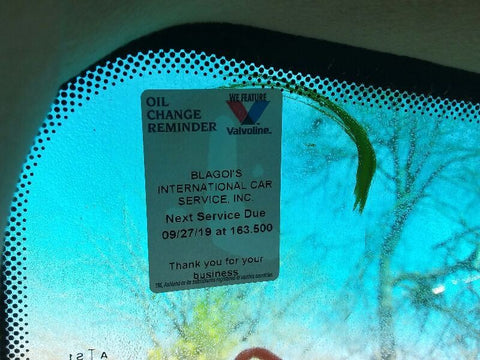 OIL
CHANGE
REMINDER
WE FEATURE
Valvoline.
BLAGOI'S
INTERNATIONAL CAR
SERVICE, INC.
Next Service Due
09/27/19 at 163,500
Thank you for your
business